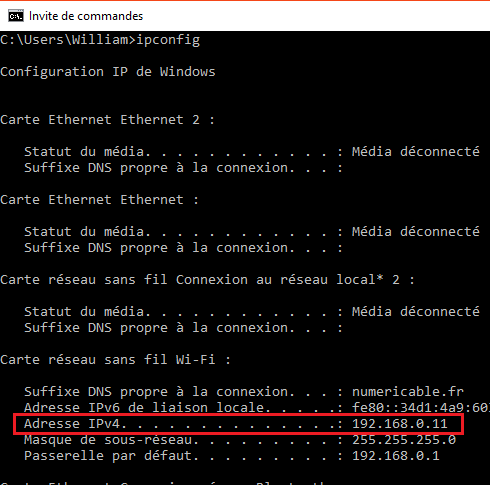 Invite de commandes
C:\Users\William>ipconfig
Configuration IP de Windows
Carte Ethernet Ethernet 2 :
Statut du média. . . . . . . . . . . . : Média déconnecté
Suffixe DNS propre à la connexion. . . :
Carte Ethernet Ethernet :
Statut du média. . . . . . . . . . . . : Média déconnecté
Suffixe DNS propre à la connexion. . . :
Carte réseau sans fil Connexion au réseau local* 2 :
Statut du média. . . . . . . . . . . . : Média déconnecté
Suffixe DNS propre à la connexion. . . :
Carte réseau sans fil Wi-Fi :
Suffixe DNS propre à la connexion. . . : numericable.fr
Adresse IPv6 de liaison locale. . . . . : fe80::34d1:4a9:60
Adresse IPv4. . . . . . . . . . . . . .: 192.168.0.11
Masque de sous-réseau. . . . . . . . . : 255.255.255.0
Passerelle par défaut. . . . . . . . . : 192.168.0.1